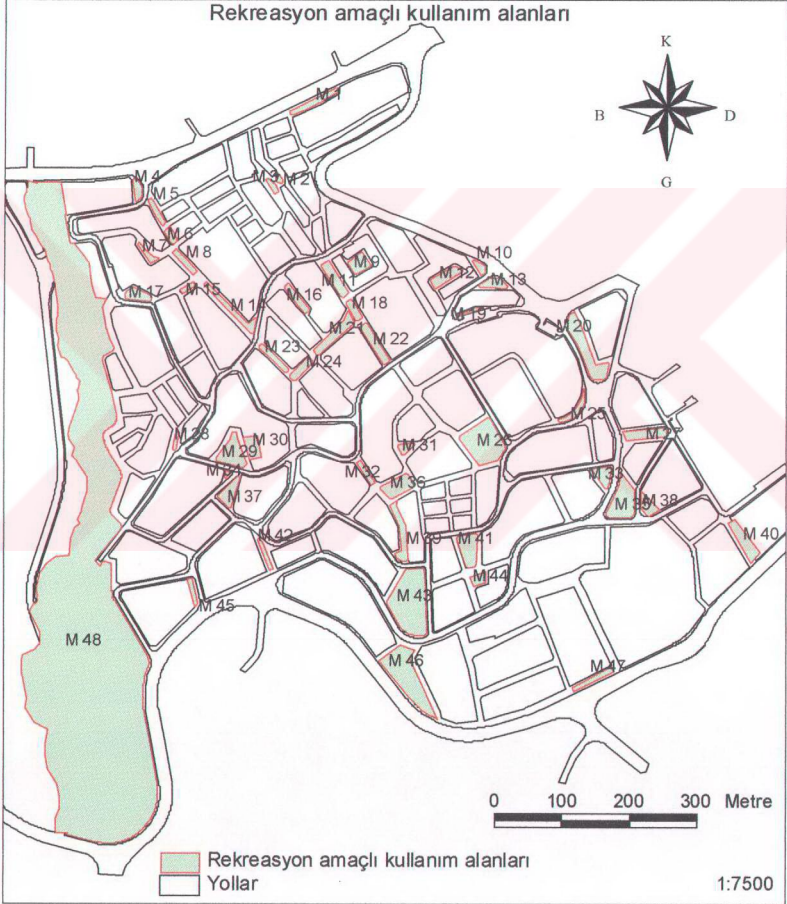 Rekreasyon amaçlı kullanım alanları
K
B
D
G
M 1
M 2
M 3
M 4
M 5
M 6
M 7
M 8
M 9
M 10
M 11
M 12
M 13
M 14
M 15
M 16
M 17
M 18
M 19
M 20
M 21
M 22
M 23
M 24
M 25
M 26
M 27
M 28
M 29
M 30
M 31
M 32
M 33
M 35
M 36
M 37
M 38
M 39
M 40
M 41
M 42
M 43
M 44
M 45
M 46
M 47
M 48
0 100 200 300 Metre
Rekreasyon amaçlı kullanım alanları
Yollar
1:7500